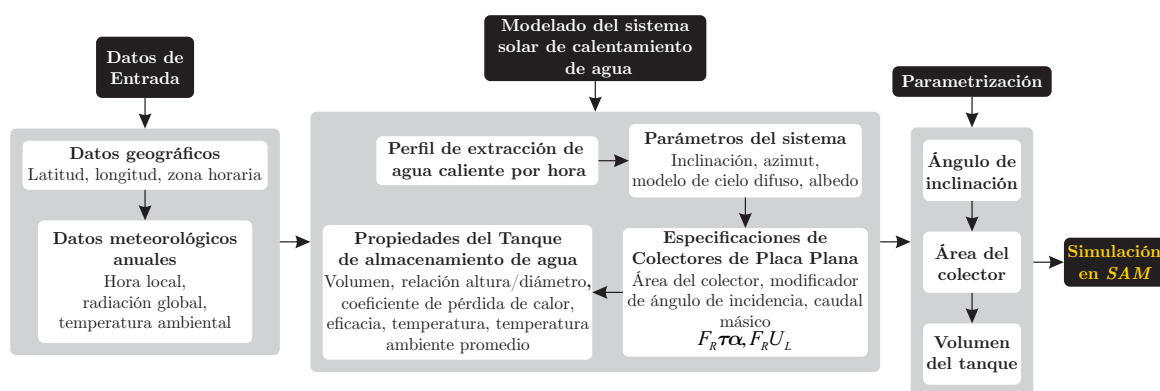 Datos de
Entrada
Datos geográficos
Latitud, longitud, zona horaria
Datos meteorológicos
anuales
Hora local,
radiación global,
temperatura ambiental
Modelado del sistema
solar de calentamiento
de agua
Perfil de extracción de
agua caliente por hora
Parámetros del sistema
Inclinación, azimut,
modelo de cielo difuso, albedo
Especificaciones de
Colectores de Placa Plana
Área del colector, modificador
de ángulo de incidencia, caudal
másico
F_R τα, F_R U_L
Propiedades del Tanque
de almacenamiento de agua
Volumen, relación altura/diámetro,
coeficiente de pérdida de calor,
eficacia, temperatura, temperatura
ambiente promedio
Parametrización
Ángulo de
inclinación
Área del
colector
Volumen
del tanque
Simulación
en SAM